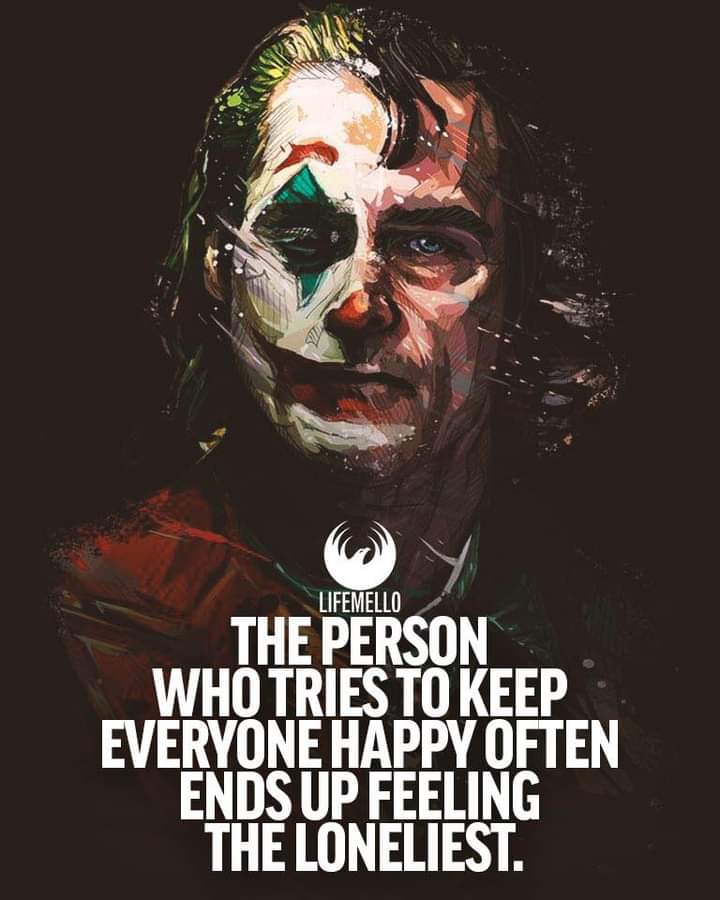 LIFEMELLO
THE PERSON
WHO TRIES TO KEEP
EVERYONE HAPPY OFTEN
ENDS UP FEELING
THE LONELIEST.